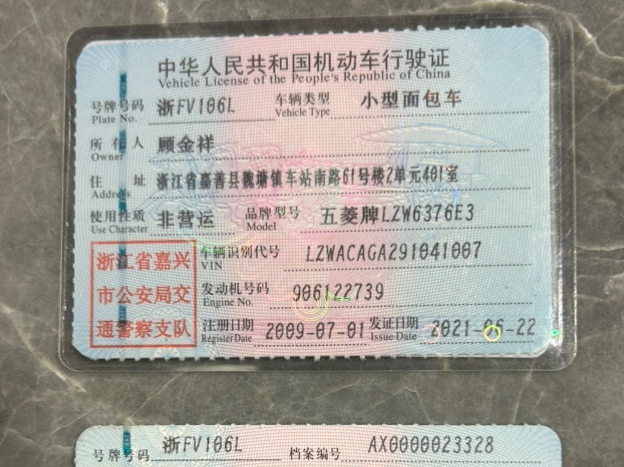 中华人民共和国机动车行驶证
Vehicle License of the People's Republic of China
号牌号码 浙FV106L 车辆类型 小型面包车
Plate No. Vehicle Type
所有人 顾金祥
Owner
住址 浙江省嘉善县魏塘镇车站南路61号楼2单元401室
Address
使用性质 非营运 品牌型号 五菱牌LZW6376E3
Use Character Model
浙江省嘉兴
市公安局交
通警察支队
车辆识别代号 LZWACAGA291041007
VIN
发动机号码 906122739
Engine No.
注册日期 2009-07-01 发证日期 2021-06-22
Register Date Issue Date
号牌号码 浙FV106L 档案编号 AX0000023328